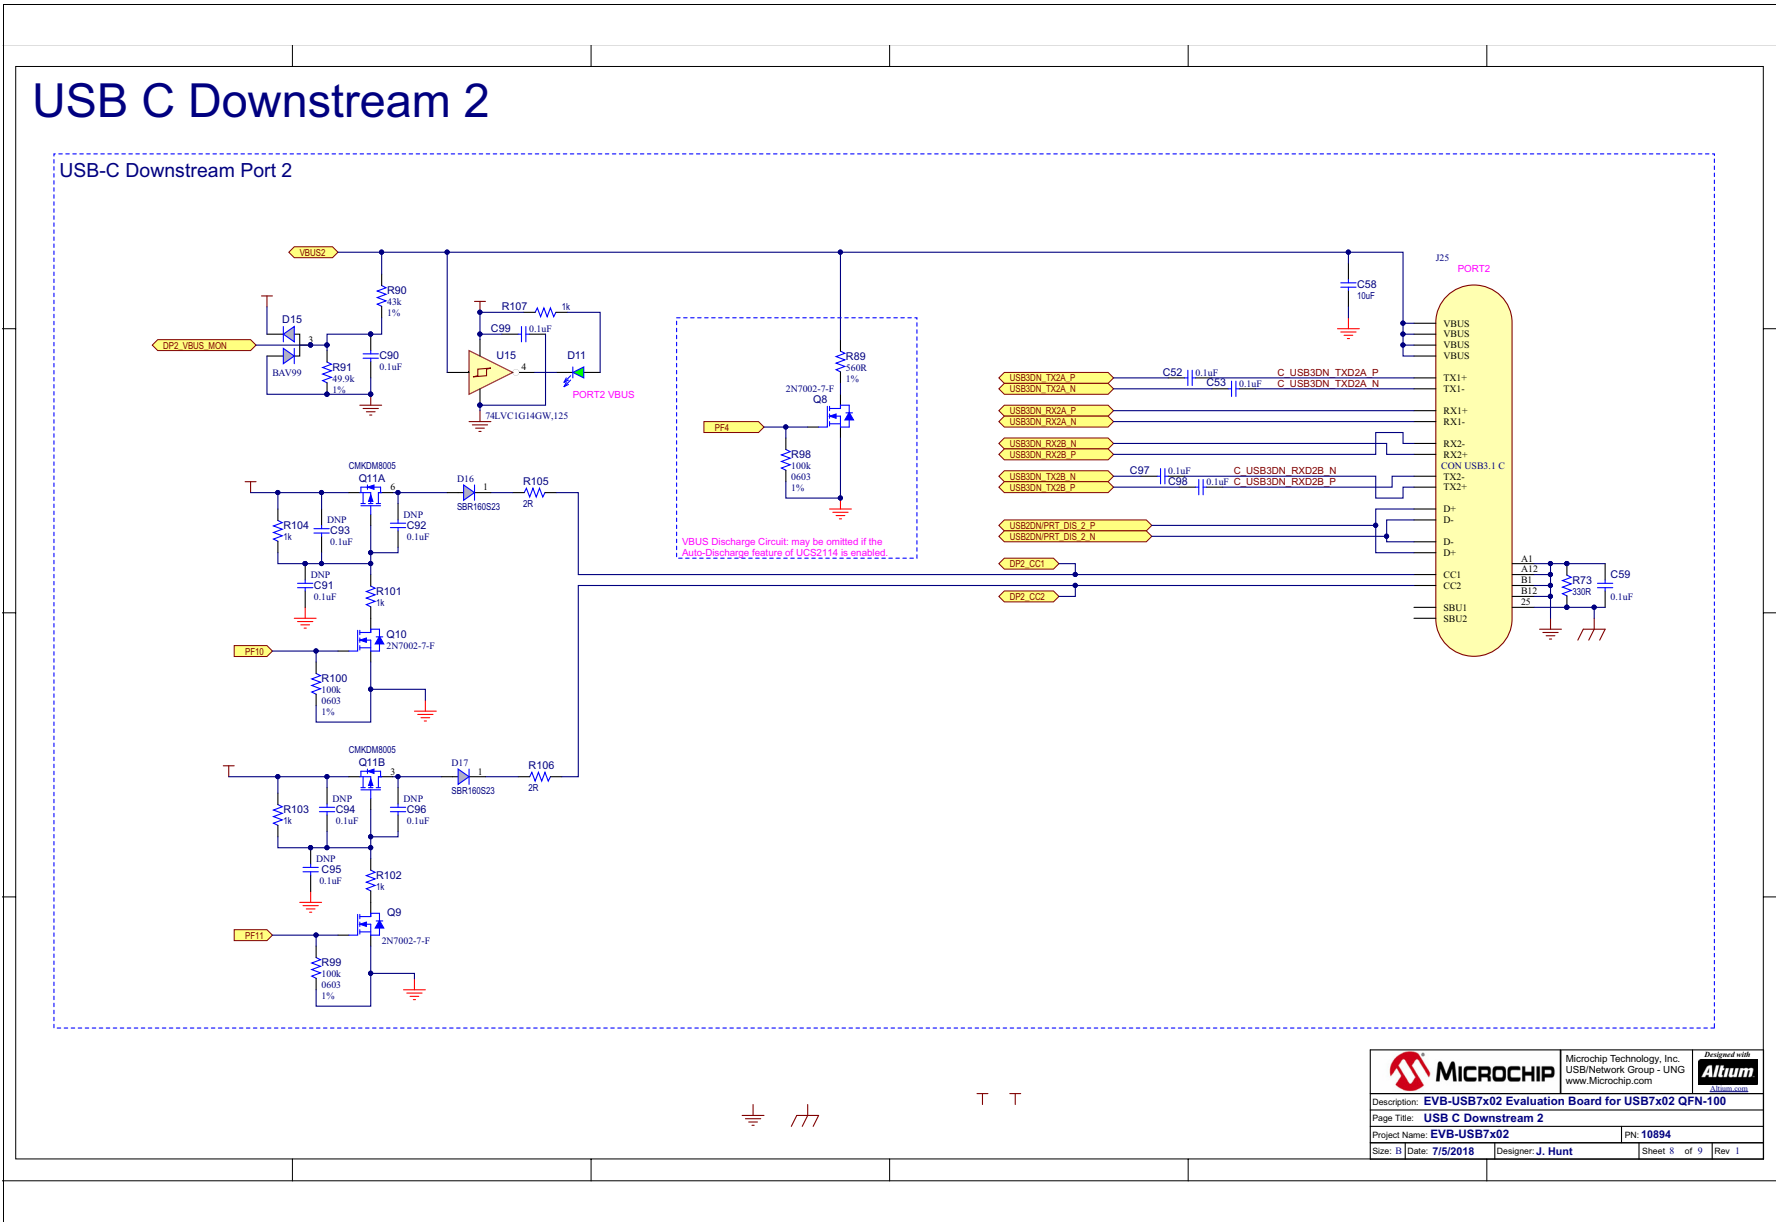 USB C Downstream 2
USB-C Downstream Port 2
VBUS2
R90
43k
1%
D15
3
DP2_VBUS_MON
BAV99
R91
49.9k
1%
C90
0.1uF
R107
1k
C99
0.1uF
U15
4
D11
PORT2 VBUS
74LVC1G14GW,125
R89
560R
1%
2N7002-7-F
Q8
PF4
R98
100k
0603
1%
VBUS Discharge Circuit: may be omitted if the
Auto-Discharge feature of UCS2114 is enabled.
C58
10uF
J25
PORT2
VBUS
VBUS
VBUS
VBUS
USB3DN_TX2A_P
C52
0.1uF
C_USB3DN_TXD2A_P
TX1+
USB3DN_TX2A_N
C53
0.1uF
C_USB3DN_TXD2A_N
TX1-
USB3DN_RX2A_P
RX1+
USB3DN_RX2A_N
RX1-
USB3DN_RX2B_N
RX2-
USB3DN_RX2B_P
RX2+
CON USB3.1 C
USB3DN_TX2B_N
C97
0.1uF
C_USB3DN_RXD2B_N
TX2-
USB3DN_TX2B_P
C98
0.1uF
C_USB3DN_RXD2B_P
TX2+
D+
D-
USB2DN/PRT_DIS_2_P
USB2DN/PRT_DIS_2_N
D-
D+
DP2_CC1
CC1
CC2
DP2_CC2
SBU1
SBU2
A1
A12
B1
B12
25
R73
330R
C59
0.1uF
CMKDM8005
Q11A
6
D16
1
SBR160S23
R105
2R
R104
1k
DNP
C93
0.1uF
DNP
C92
0.1uF
DNP
C91
0.1uF
R101
1k
Q10
2N7002-7-F
PF10
R100
100k
0603
1%
CMKDM8005
Q11B
3
D17
1
SBR160S23
R106
2R
R103
1k
DNP
C94
0.1uF
DNP
C96
0.1uF
DNP
C95
0.1uF
R102
1k
Q9
2N7002-7-F
PF11
R99
100k
0603
1%
MICROCHIP
Microchip Technology, Inc.
USB/Network Group - UNG
www.Microchip.com
Designed with
Altium
Altium.com
Description: EVB-USB7x02 Evaluation Board for USB7x02 QFN-100
Page Title: USB C Downstream 2
Project Name: EVB-USB7x02 PN: 10894
Size: B Date: 7/5/2018 Designer: J. Hunt Sheet 8 of 9 Rev 1